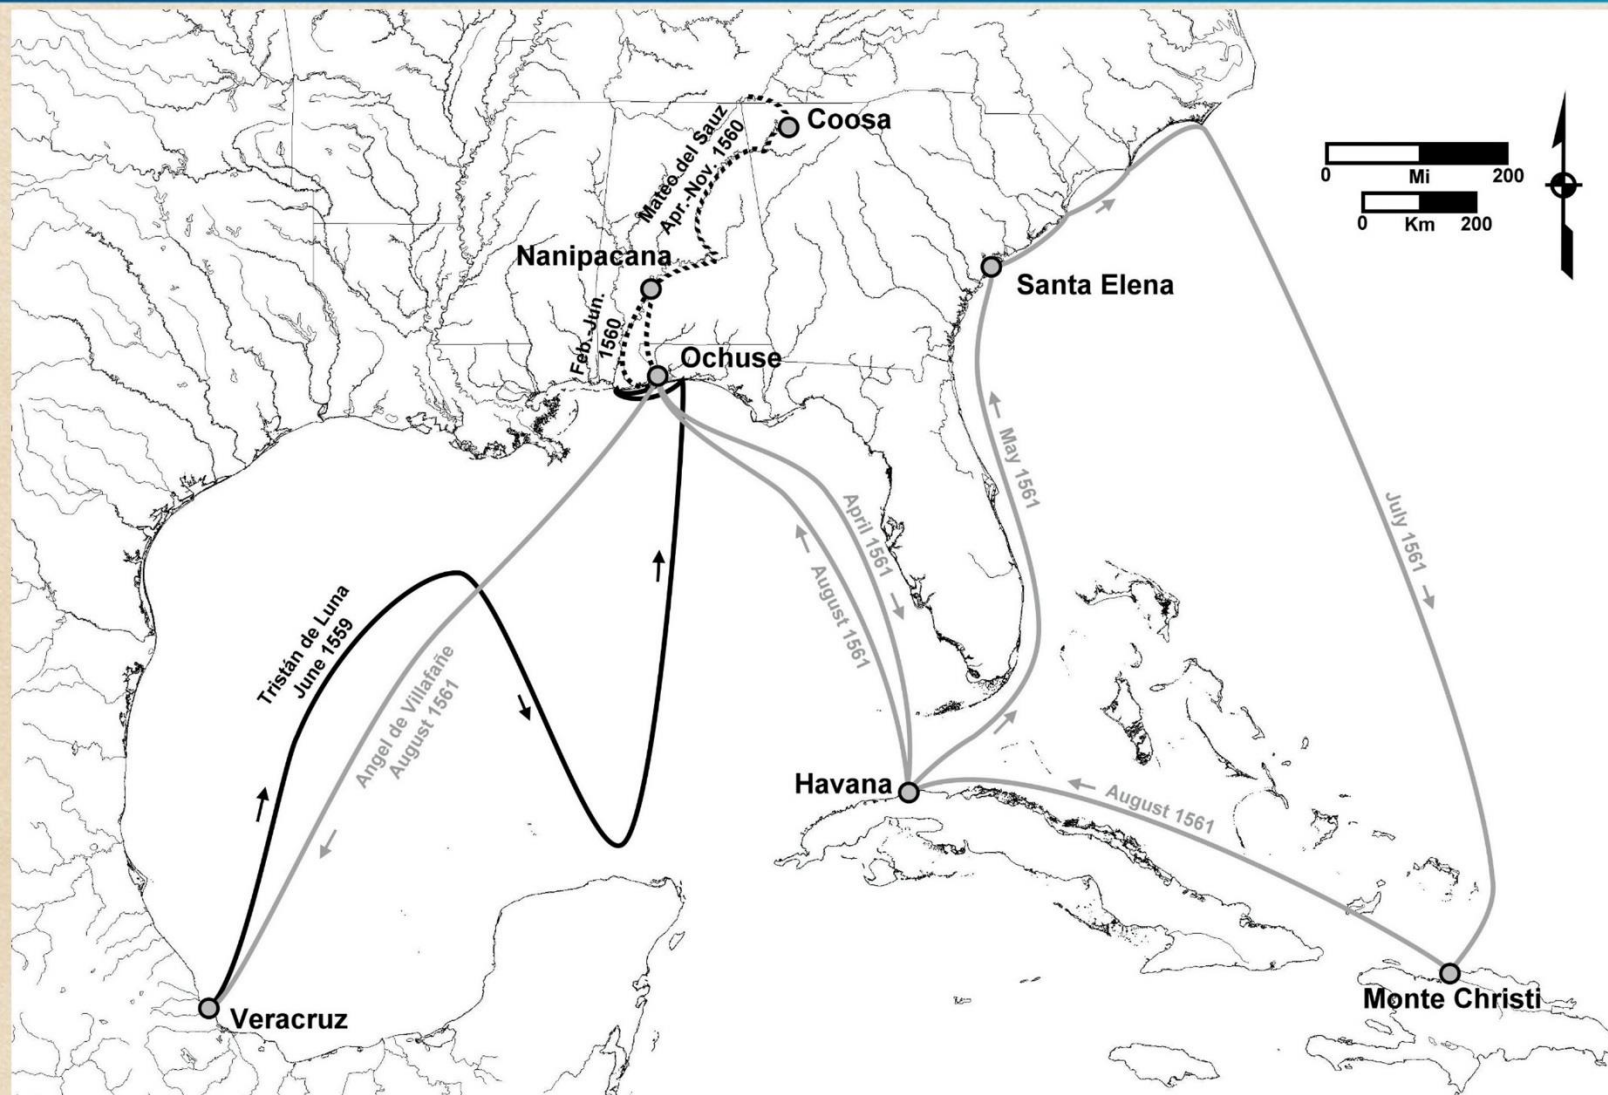 Coosa
Mateo del Sauz
Apr.-Nov. 1560
0 Mi 200
0 Km 200
Nanipacana
Santa Elena
Feb.-Jun.
1560
Ochuse
May 1561
April 1561
August 1561
July 1561
Tristán de Luna
June 1559
Angel de Villafañe
August 1561
Havana
August 1561
Monte Christi
Veracruz